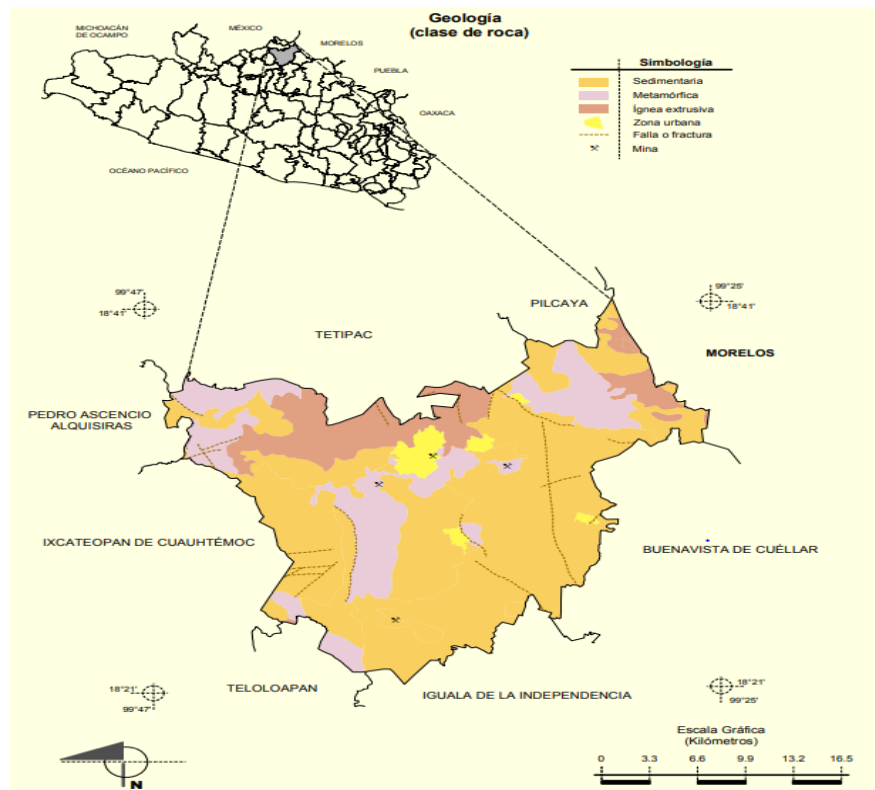 Geología
(clase de roca)
MICHOACÁN
DE OCAMPO
MÉXICO
MORELOS
PUEBLA
OAXACA
OCÉANO PACÍFICO
Simbología
Sedimentaria
Metamórfica
Ígnea extrusiva
Zona urbana
Falla o fractura
Mina
99°47'
18°41'
99°25'
18°41'
PILCAYA
TETIPAC
MORELOS
PEDRO ASCENCIO
ALQUISIRAS
IXCATEOPAN DE CUAUHTÉMOC
BUENAVISTA DE CUÉLLAR
18°21'
99°47'
TELOLOAPAN
IGUALA DE LA INDEPENDENCIA
18°21'
99°25'
Escala Gráfica
(Kilómetros)
0 3.3 6.6 9.9 13.2 16.5
N